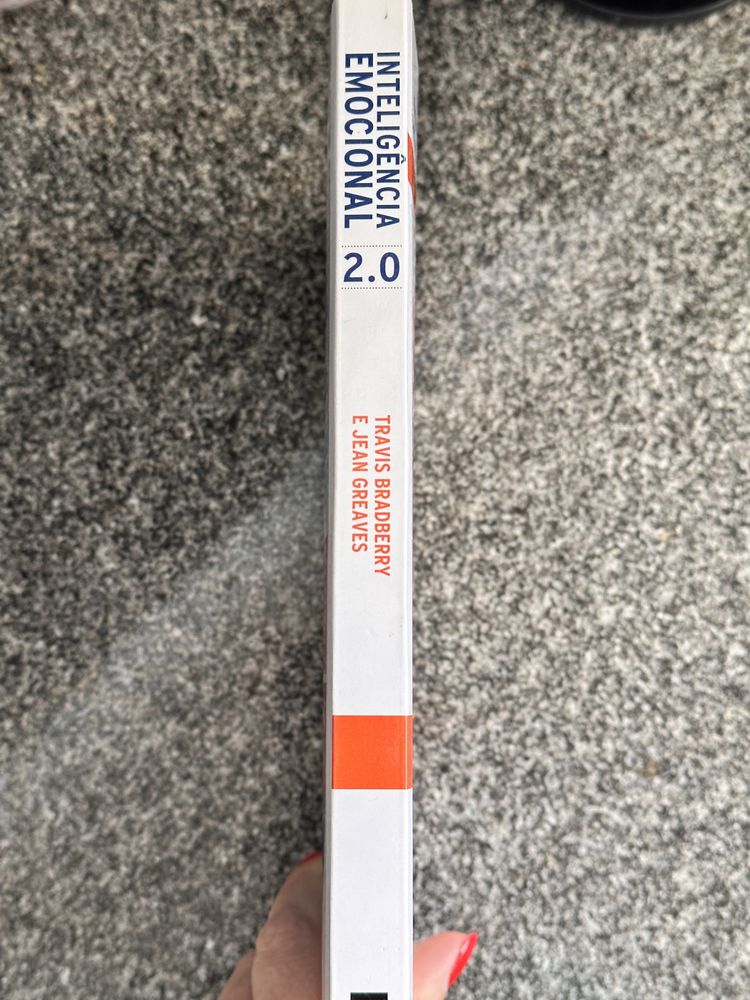 INTELIGÊNCIA
EMOCIONAL
2.0
TRAVIS BRADBERRY
E JEAN GREAVES